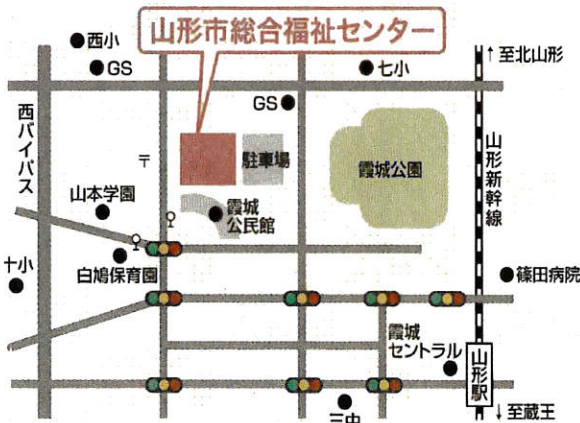 山形市総合福祉センター
西小
GS
七小
↑至北山形
GS
西バイパス
〒
駐車場
霞城公園
山形新幹線
山本学園
霞城
公民館
十小
白鳩保育園
篠田病院
霞城
セントラル
山形駅
三中
↓至蔵王